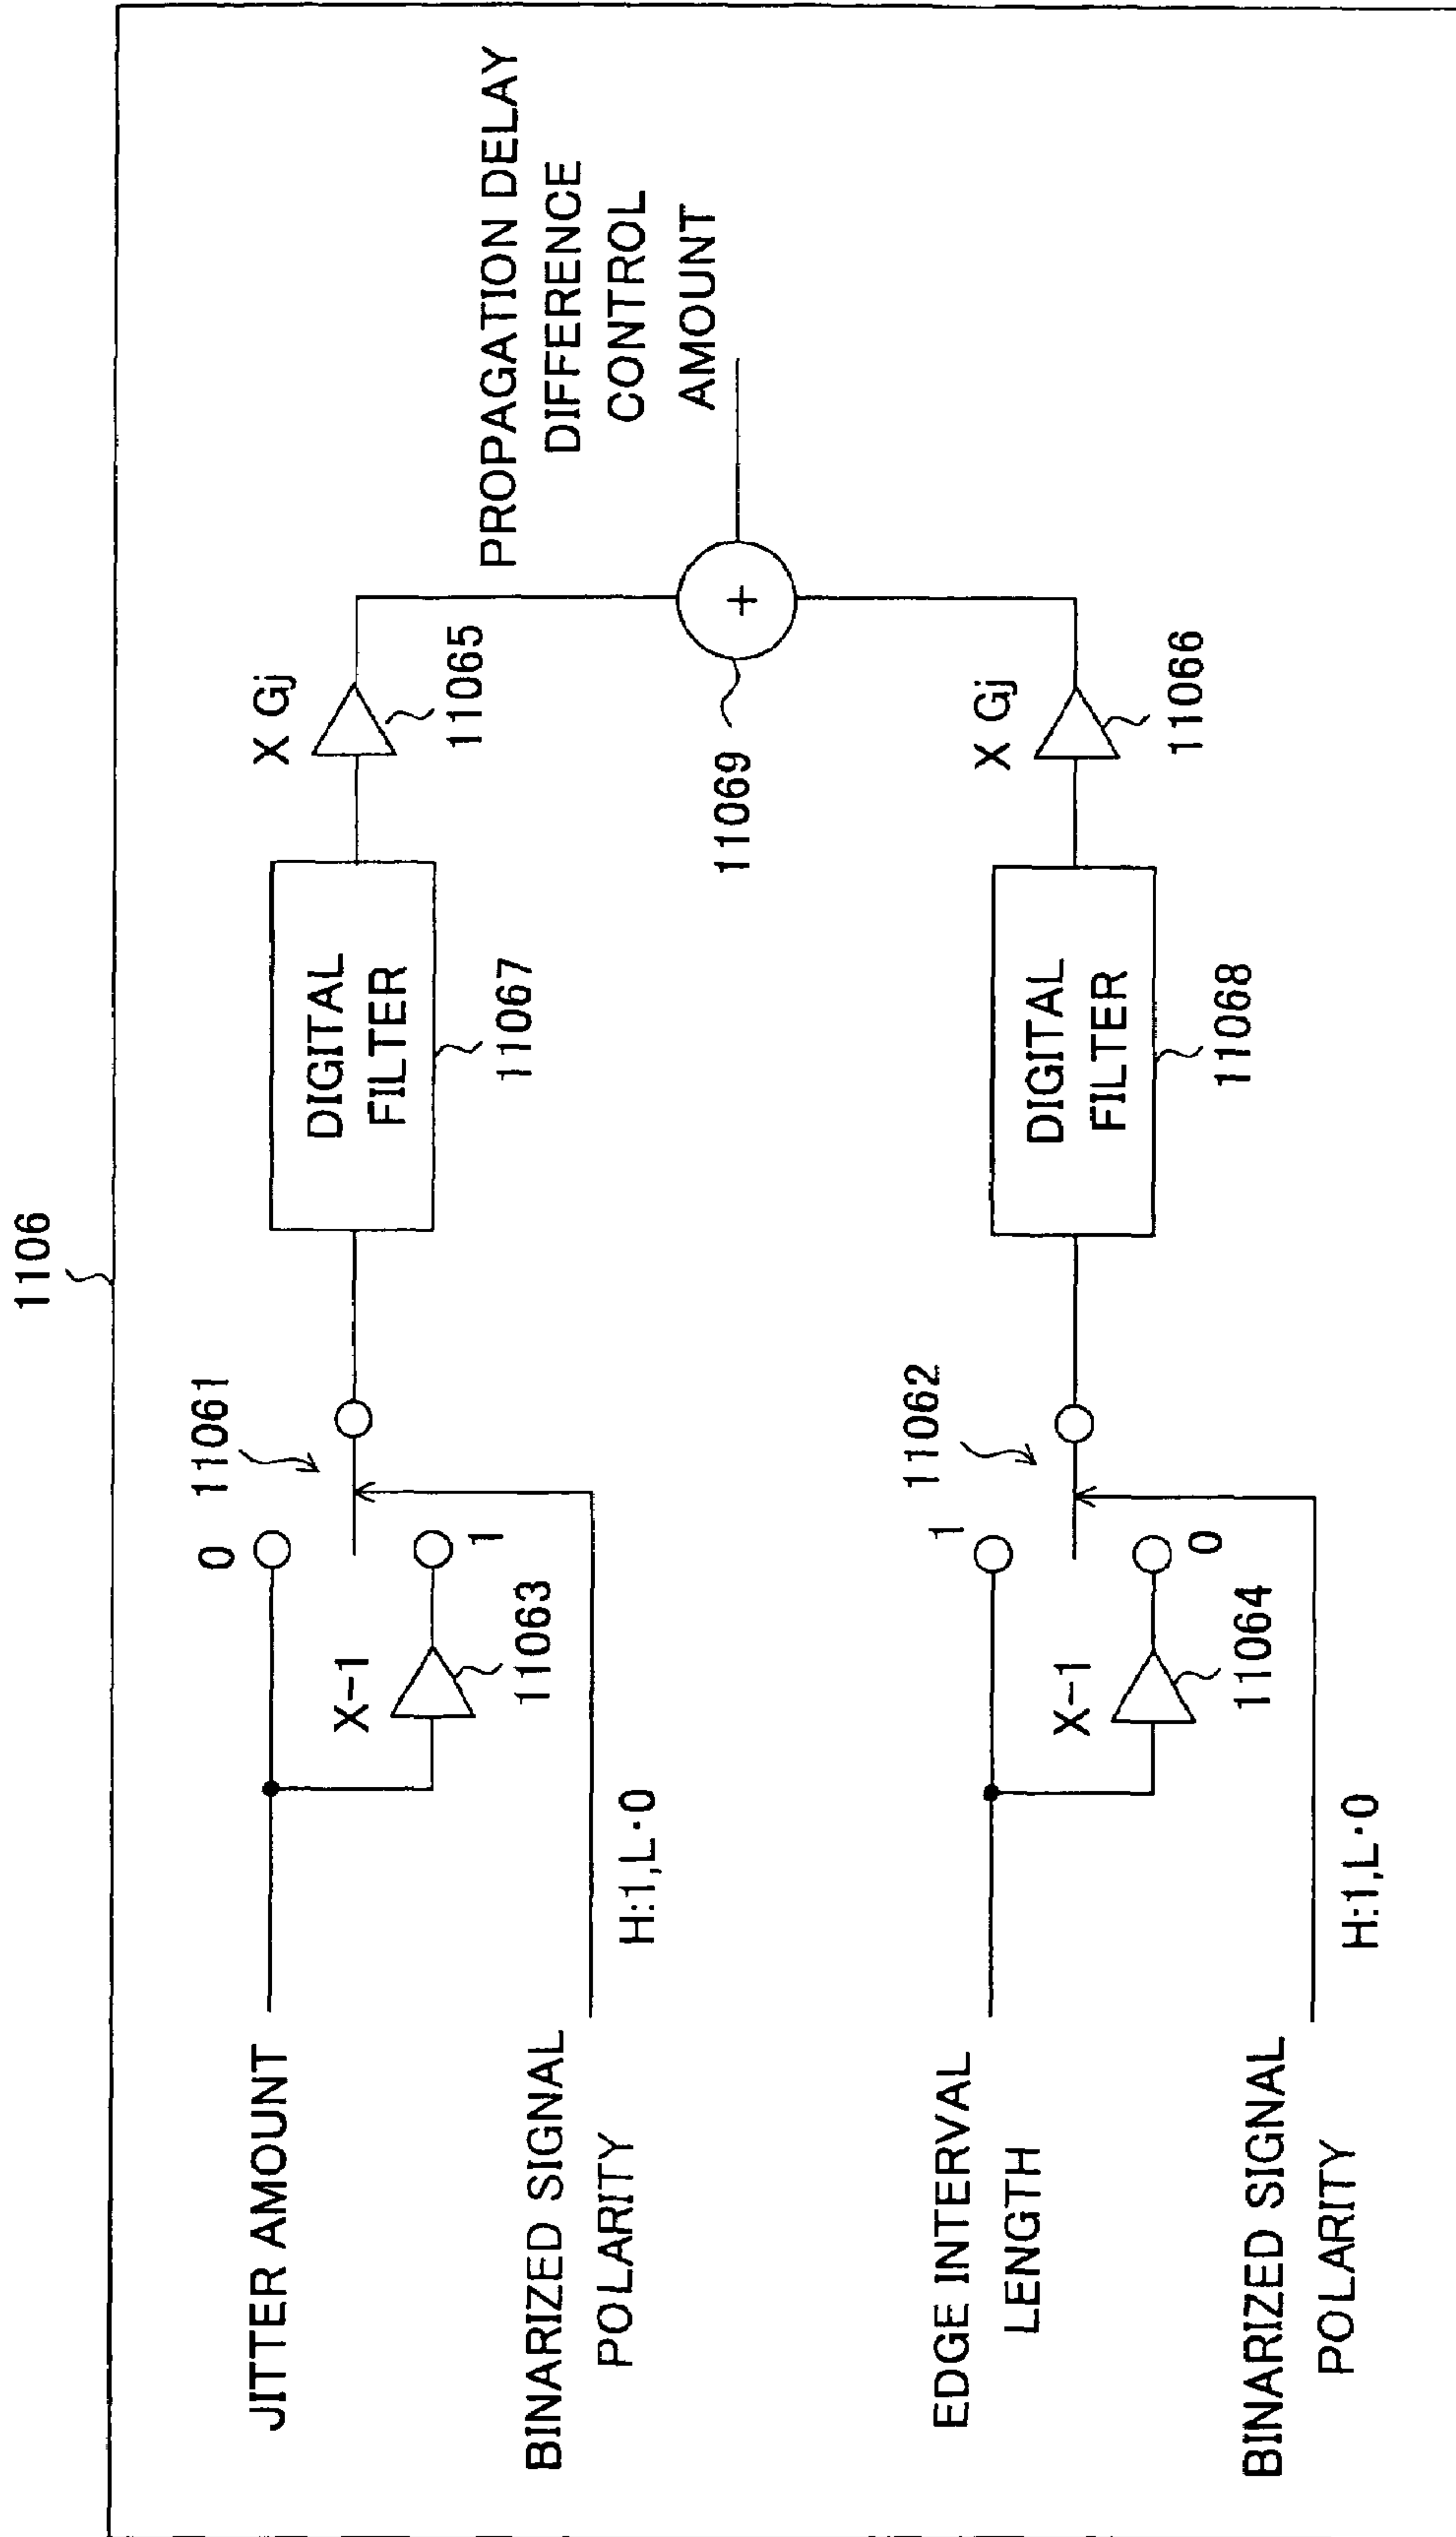 1106
JITTER AMOUNT
0
11061
X-1
11063
1
BINARIZED SIGNAL
POLARITY
H:1,L·0
DIGITAL
FILTER
11067
X Gj
11065
PROPAGATION DELAY
DIFFERENCE
CONTROL
AMOUNT
+
11069
EDGE INTERVAL
LENGTH
1
11062
X-1
11064
0
BINARIZED SIGNAL
POLARITY
H:1,L·0
DIGITAL
FILTER
11068
X Gj
11066